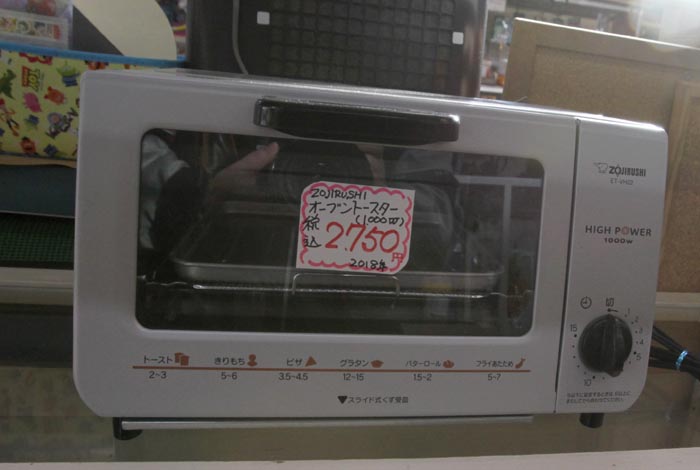 ZOJIRUSHI
オーブントースター
(1000W)
税込 2.750円
2018年
ZOJIRUSHI
ET-VH22
HIGH POWER
1000W
トースト きりもち ピザ グラタン バターロール フライあたため
2~3 5~6 3.5~4.5 12~15 1.5~2 5~7
▼スライド式くず受皿
1
2
3
4
5
10
15